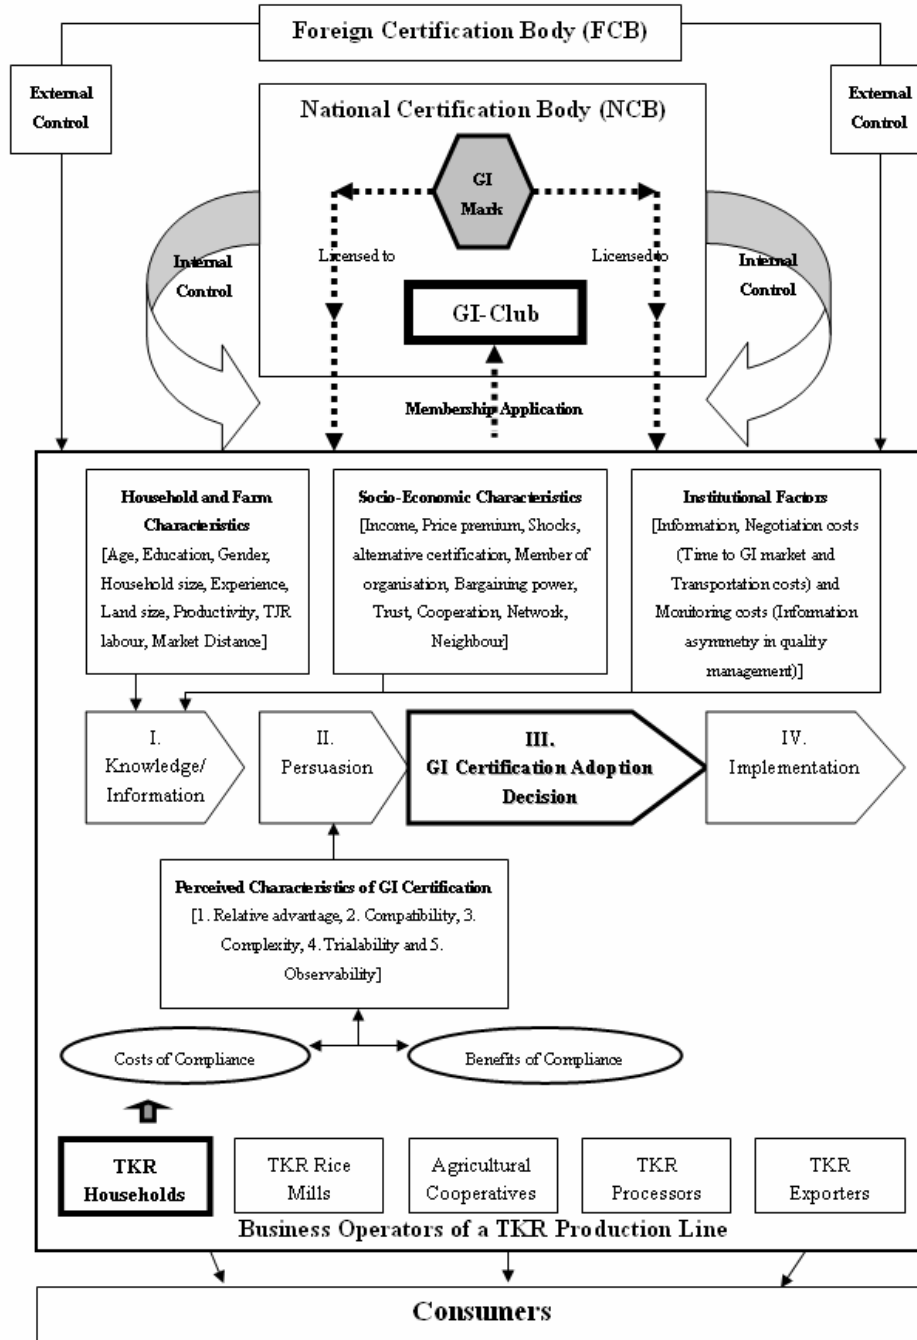 Foreign Certification Body (FCB)
External
Control
External
Control
National Certification Body (NCB)
GI
Mark
Licensed to
Licensed to
Internal
Control
Internal
Control
GI-Club
Membership Application
Household and Farm
Characteristics
[Age, Education, Gender,
Household size, Experience,
Land size, Productivity, TJR
labour, Market Distance]
Socio-Economic Characteristics
[Income, Price premium, Shocks,
alternative certification, Member of
organisation, Bargaining power,
Trust, Cooperation, Network,
Neighbour]
Institutional Factors
[Information, Negotiation costs
(Time to GI market and
Transportation costs) and
Monitoring costs (Information
asymmetry in quality
management)]
I.
Knowledge/
Information
II.
Persuasion
III.
GI Certification Adoption
Decision
IV.
Implementation
Perceived Characteristics of GI Certification
[1. Relative advantage, 2. Compatibility, 3.
Complexity, 4. Trialability and 5.
Observability]
Costs of Compliance
Benefits of Compliance
TKR
Households
TKR Rice
Mills
Agricultural
Cooperatives
TKR
Processors
TKR
Exporters
Business Operators of a TKR Production Line
Consumers